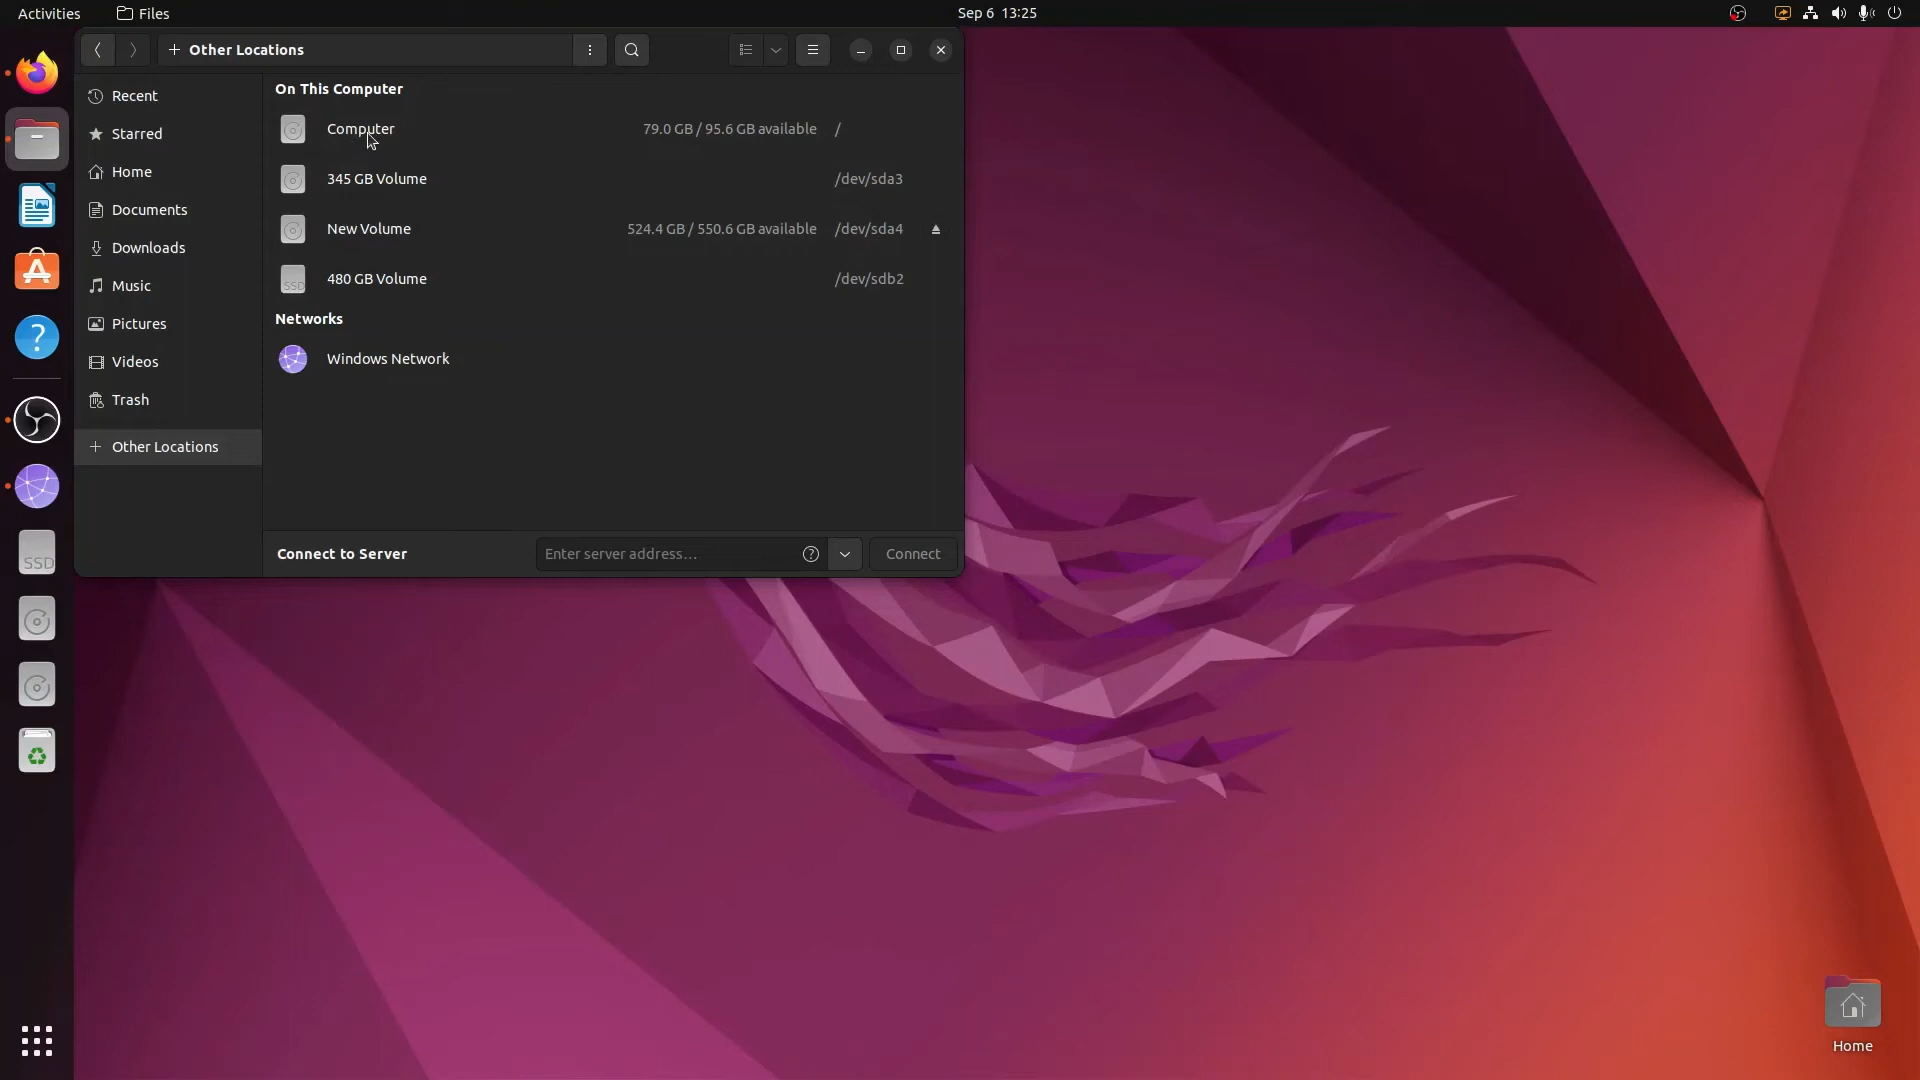 Activities Files Sep 6 13:25
Other Locations
Recent
Starred
Home
Documents
Downloads
Music
Pictures
Videos
Trash
Other Locations
On This Computer
Computer 79.0 GB / 95.6 GB available /
345 GB Volume /dev/sda3
New Volume 524.4 GB / 550.6 GB available /dev/sda4
SSD 480 GB Volume /dev/sdb2
Networks
Windows Network
Connect to Server Enter server address... ? Connect
?
SSD
Home